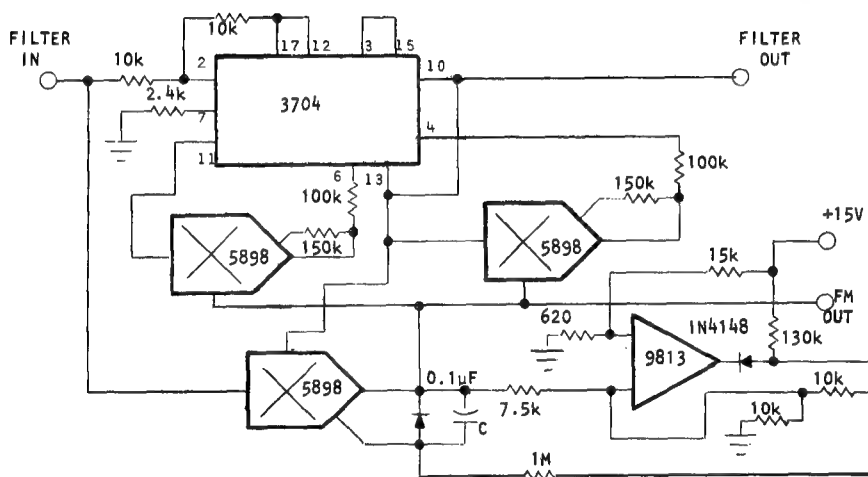 FILTER IN
10k
10k
17
12
3
15
FILTER OUT
2
10
2.4k
7
3704
4
11
6
13
100k
100k
150k
150k
+15V
5898
5898
15k
FM OUT
620
IN4148
130k
9813
5898
0.1µF
10k
7.5k
10k
C
1M